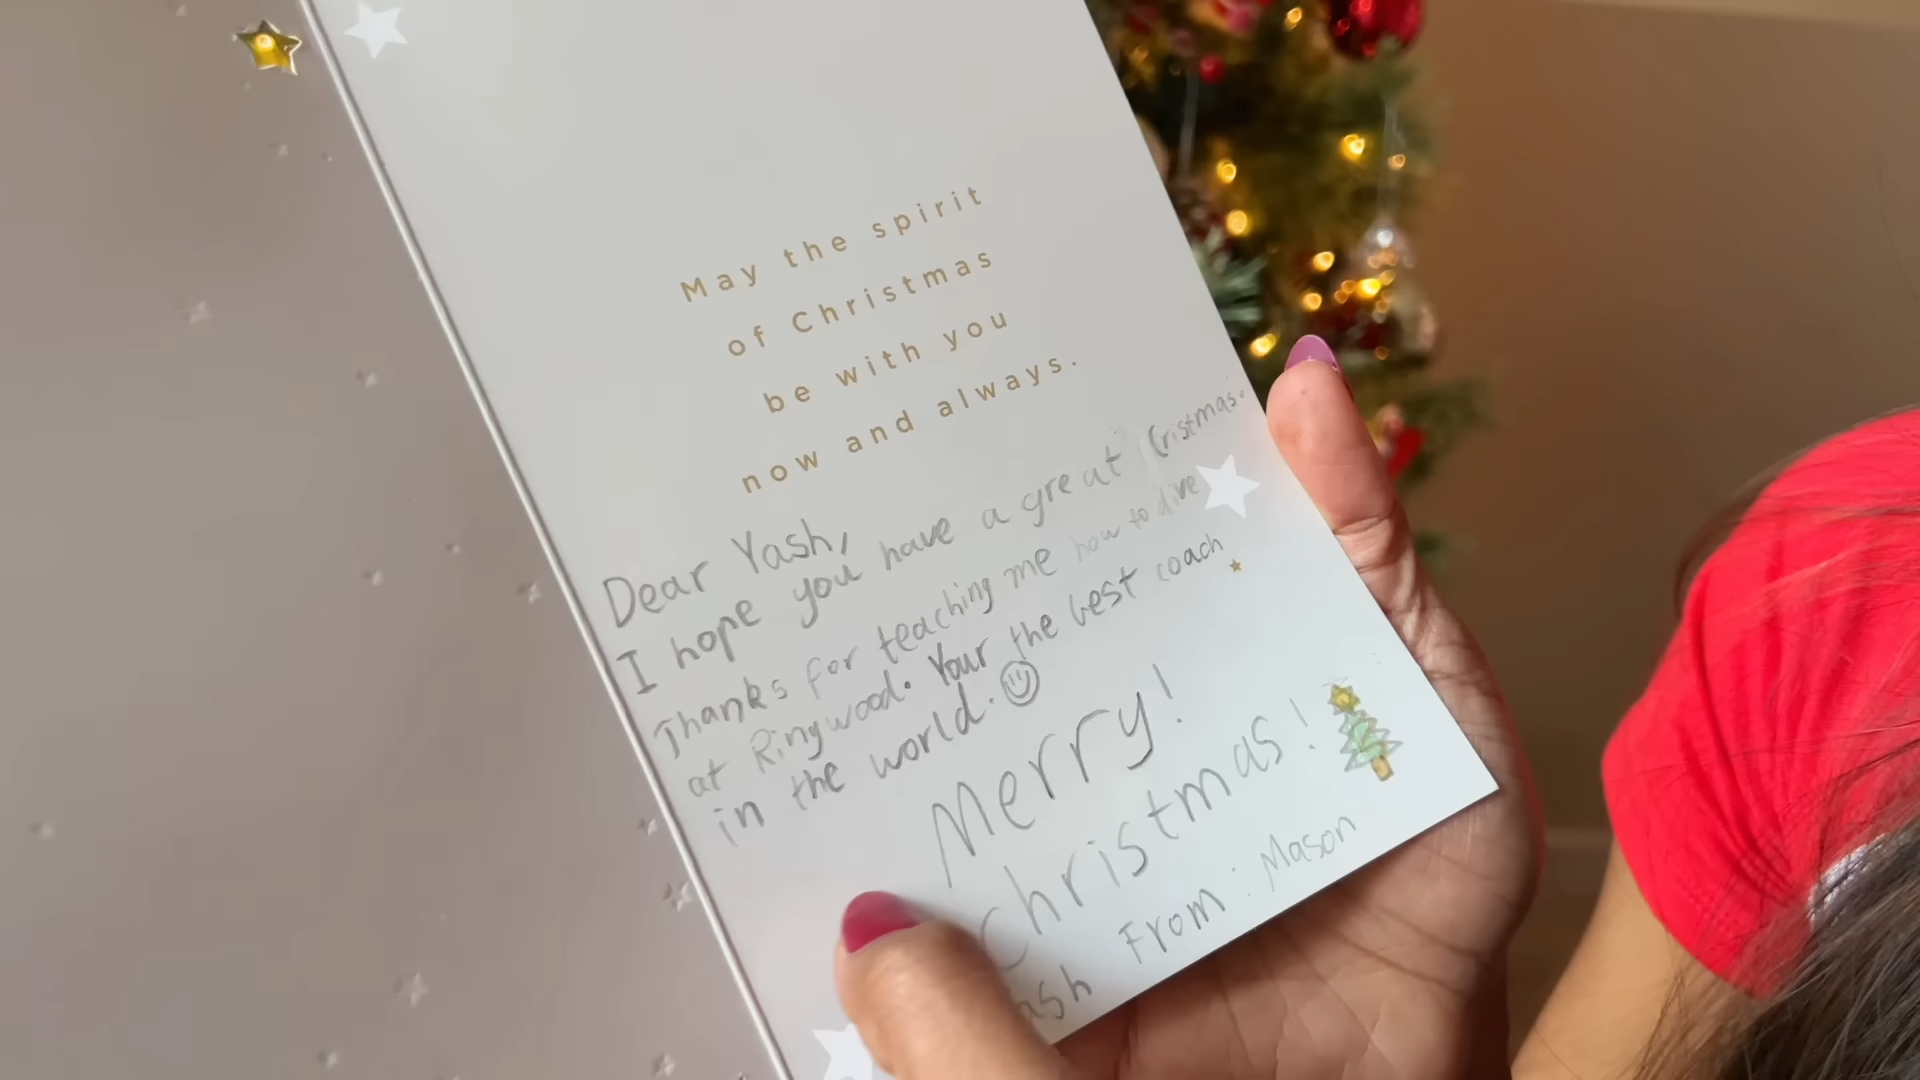 May the spirit
of Christmas
be with you
now and always.
Dear Yash,
I hope you have a great Cristmas.
Thanks for teaching me how to dive
at Ringwood. Your the best coach
in the world.
Merry!
Christmas!
From: Mason